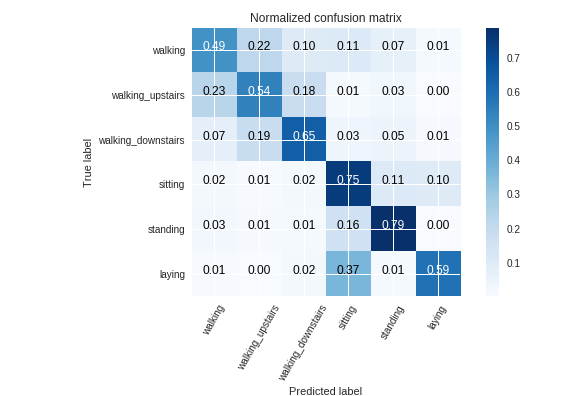 Normalized confusion matrix
True label
walking 0.49 0.22 0.10 0.11 0.07 0.01
walking_upstairs 0.23 0.54 0.18 0.01 0.03 0.00
walking_downstairs 0.07 0.19 0.65 0.03 0.05 0.01
sitting 0.02 0.01 0.02 0.75 0.11 0.10
standing 0.03 0.01 0.01 0.16 0.79 0.00
laying 0.01 0.00 0.02 0.37 0.01 0.59
walking
walking_upstairs
walking_downstairs
sitting
standing
laying
Predicted label
0.7
0.6
0.5
0.4
0.3
0.2
0.1